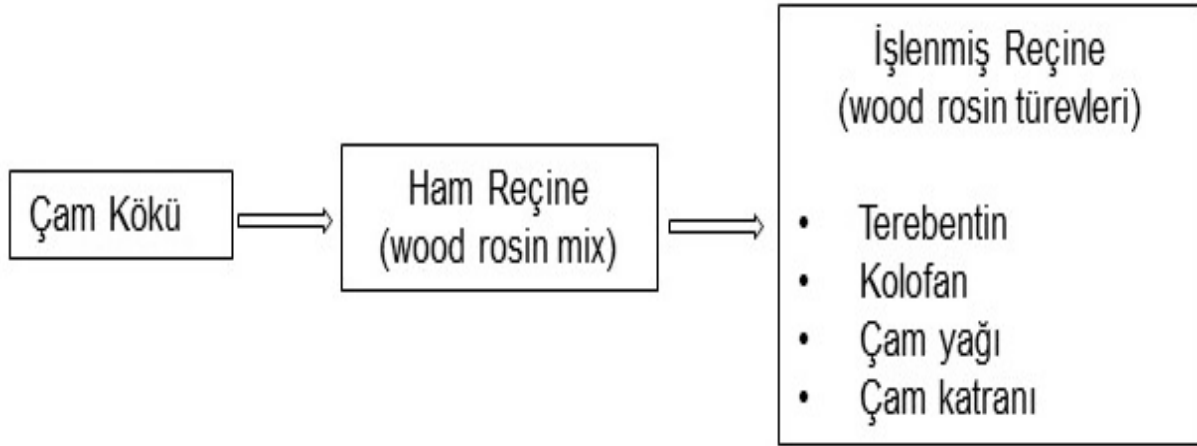 Çam Kökü
Ham Reçine
(wood rosin mix)
İşlenmiş Reçine
(wood rosin türevleri)
• Terebentin
• Kolofan
• Çam yağı
• Çam katranı